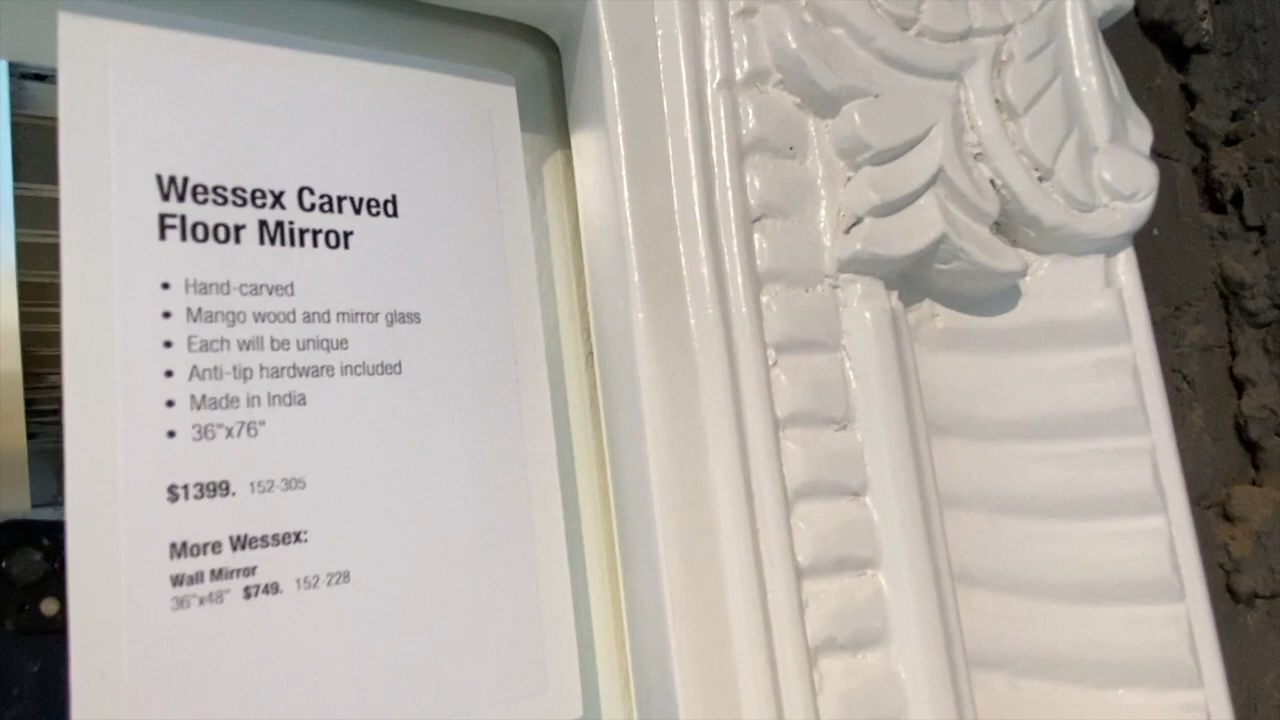 Wessex Carved
Floor Mirror
• Hand-carved
• Mango wood and mirror glass
• Each will be unique
• Anti-tip hardware included
• Made in India
• 36"x76"
$1399. 152-305
More Wessex:
Wall Mirror
36"x48" $749. 152-228